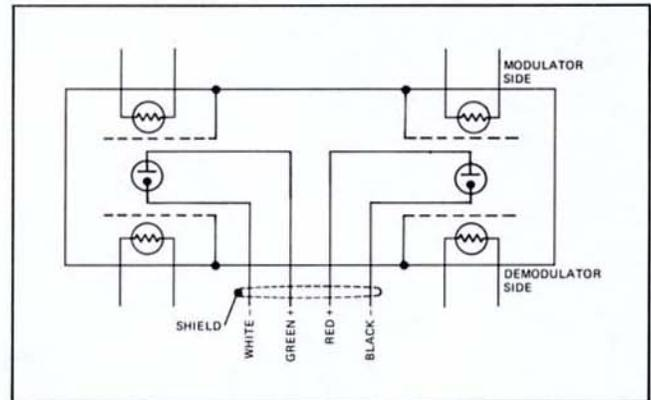 MODULATOR
SIDE
DEMODULATOR
SIDE
SHIELD
WHITE −
GREEN +
RED +
BLACK −